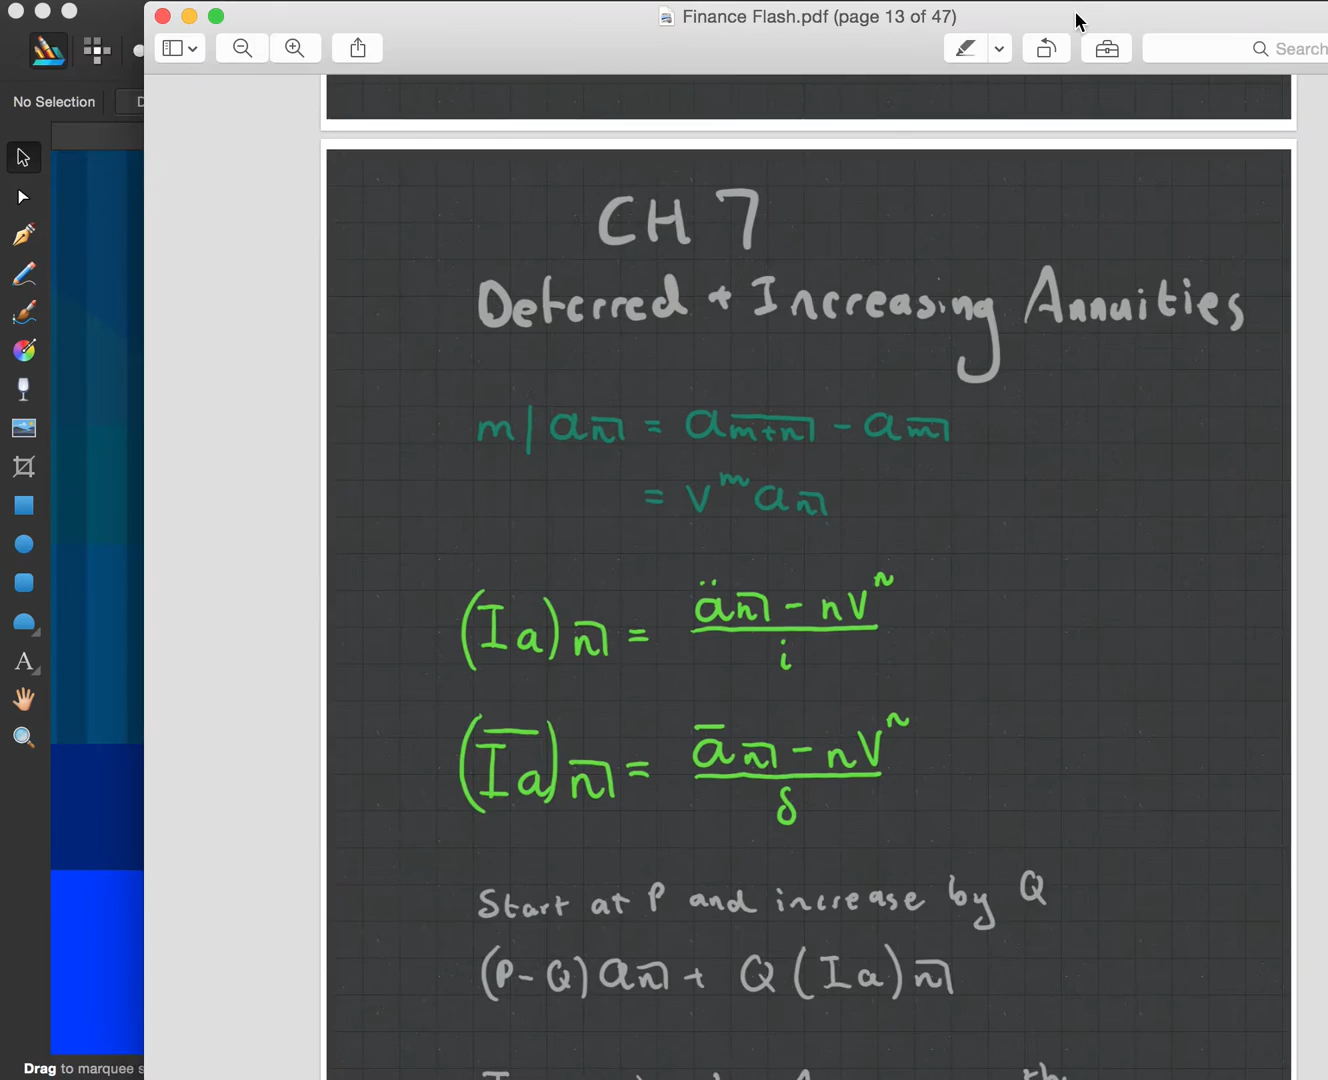 Finance Flash.pdf (page 13 of 47)
Search
No Selection
D
CH 7
Deferred + Increasing Annuities
m| an̅| = a m+n̅| - a m̅|
= v^m a n̅|
(Ia) n̅| = (ä n̅| - nv^n) / i
(I̅a̅) n̅| = (a̅ n̅| - nv^n) / δ
Start at P and increase by Q
(P-Q) a n̅| + Q (Ia) n̅|
A
Drag to marquee s